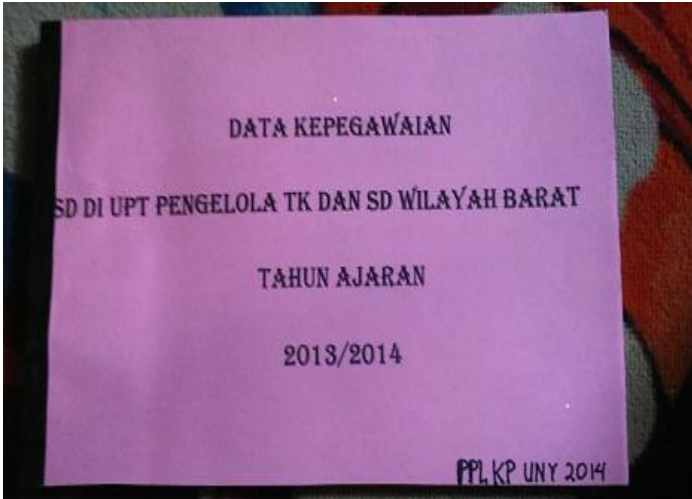 DATA KEPEGAWAIAN
SD DI UPT PENGELOLA TK DAN SD WILAYAH BARAT
TAHUN AJARAN
2013/2014
PPL KP UNY 2014